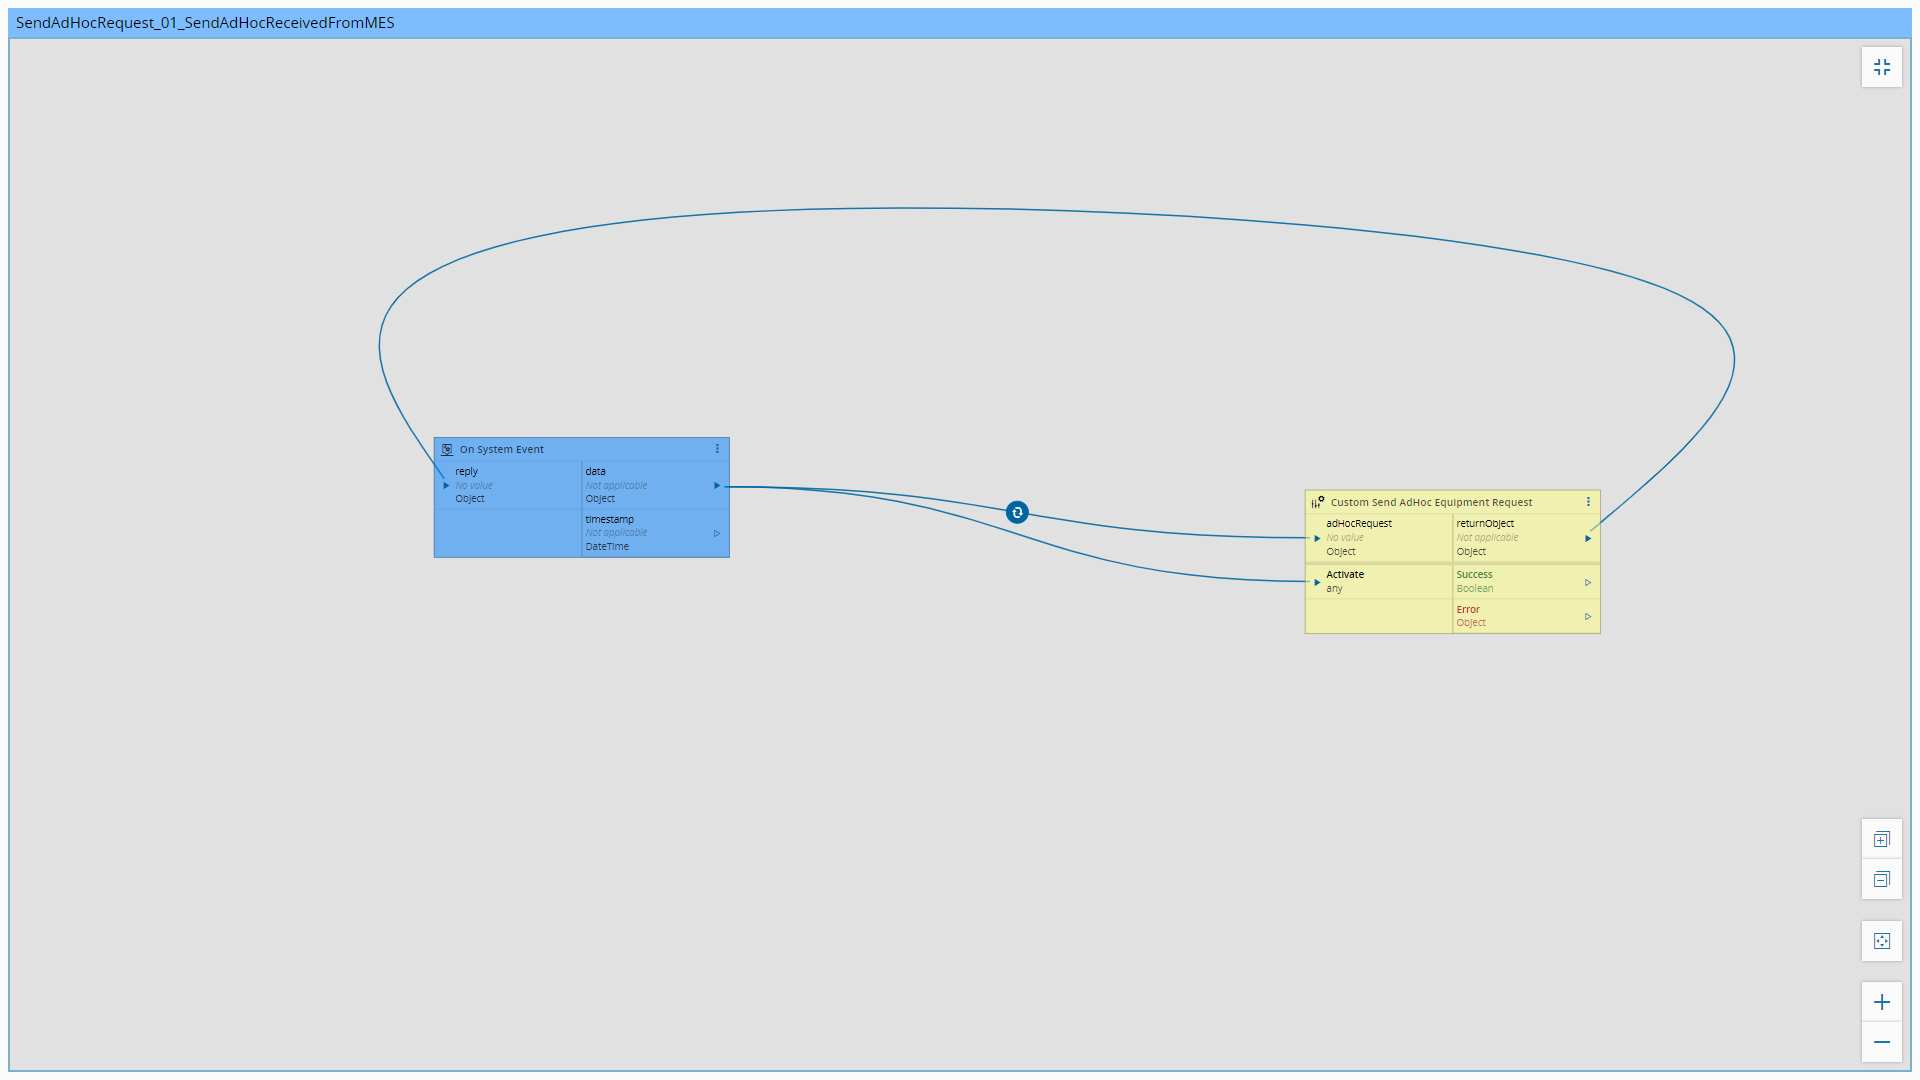 SendAdHocRequest_01_SendAdHocReceivedFromMES
On System Event
reply
No value
Object
data
Not applicable
Object
timestamp
Not applicable
DateTime
Custom Send AdHoc Equipment Request
adHocRequest
No value
Object
returnObject
Not applicable
Object
Activate
any
Success
Boolean
Error
Object